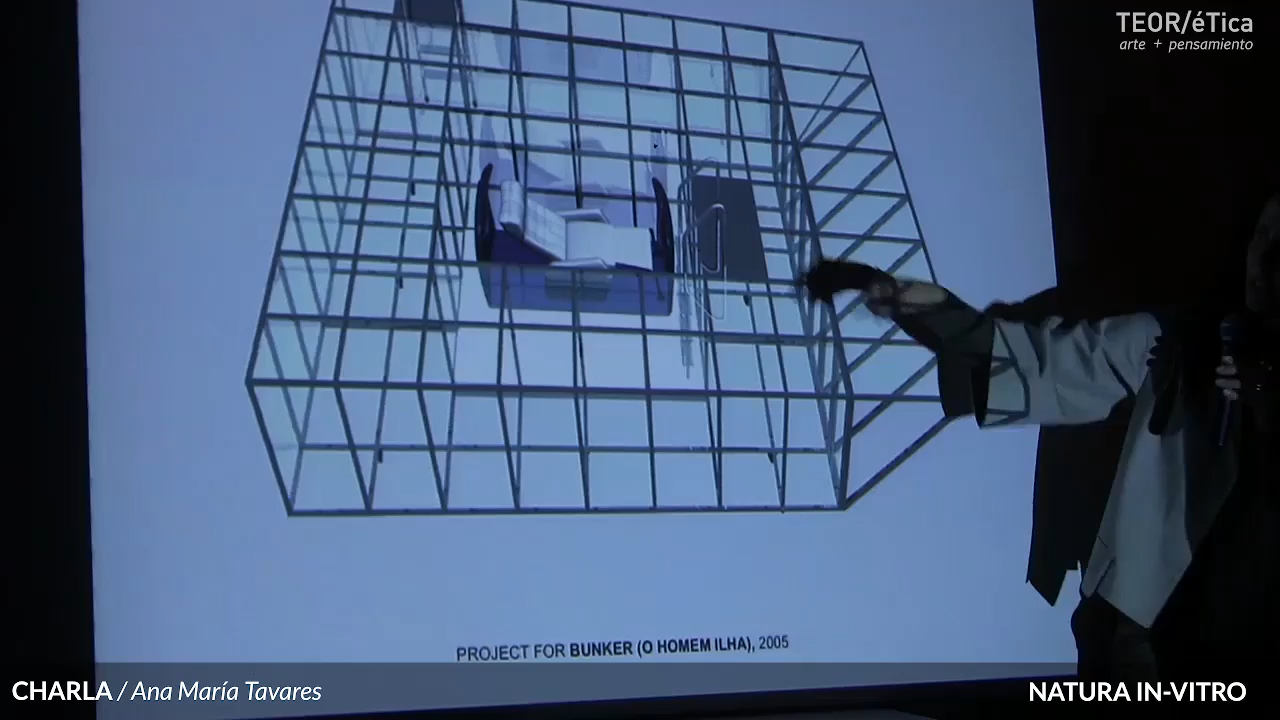 TEOR/éTica
arte + pensamiento
PROJECT FOR BUNKER (O HOMEM ILHA), 2005
CHARLA / Ana María Tavares
NATURA IN-VITRO